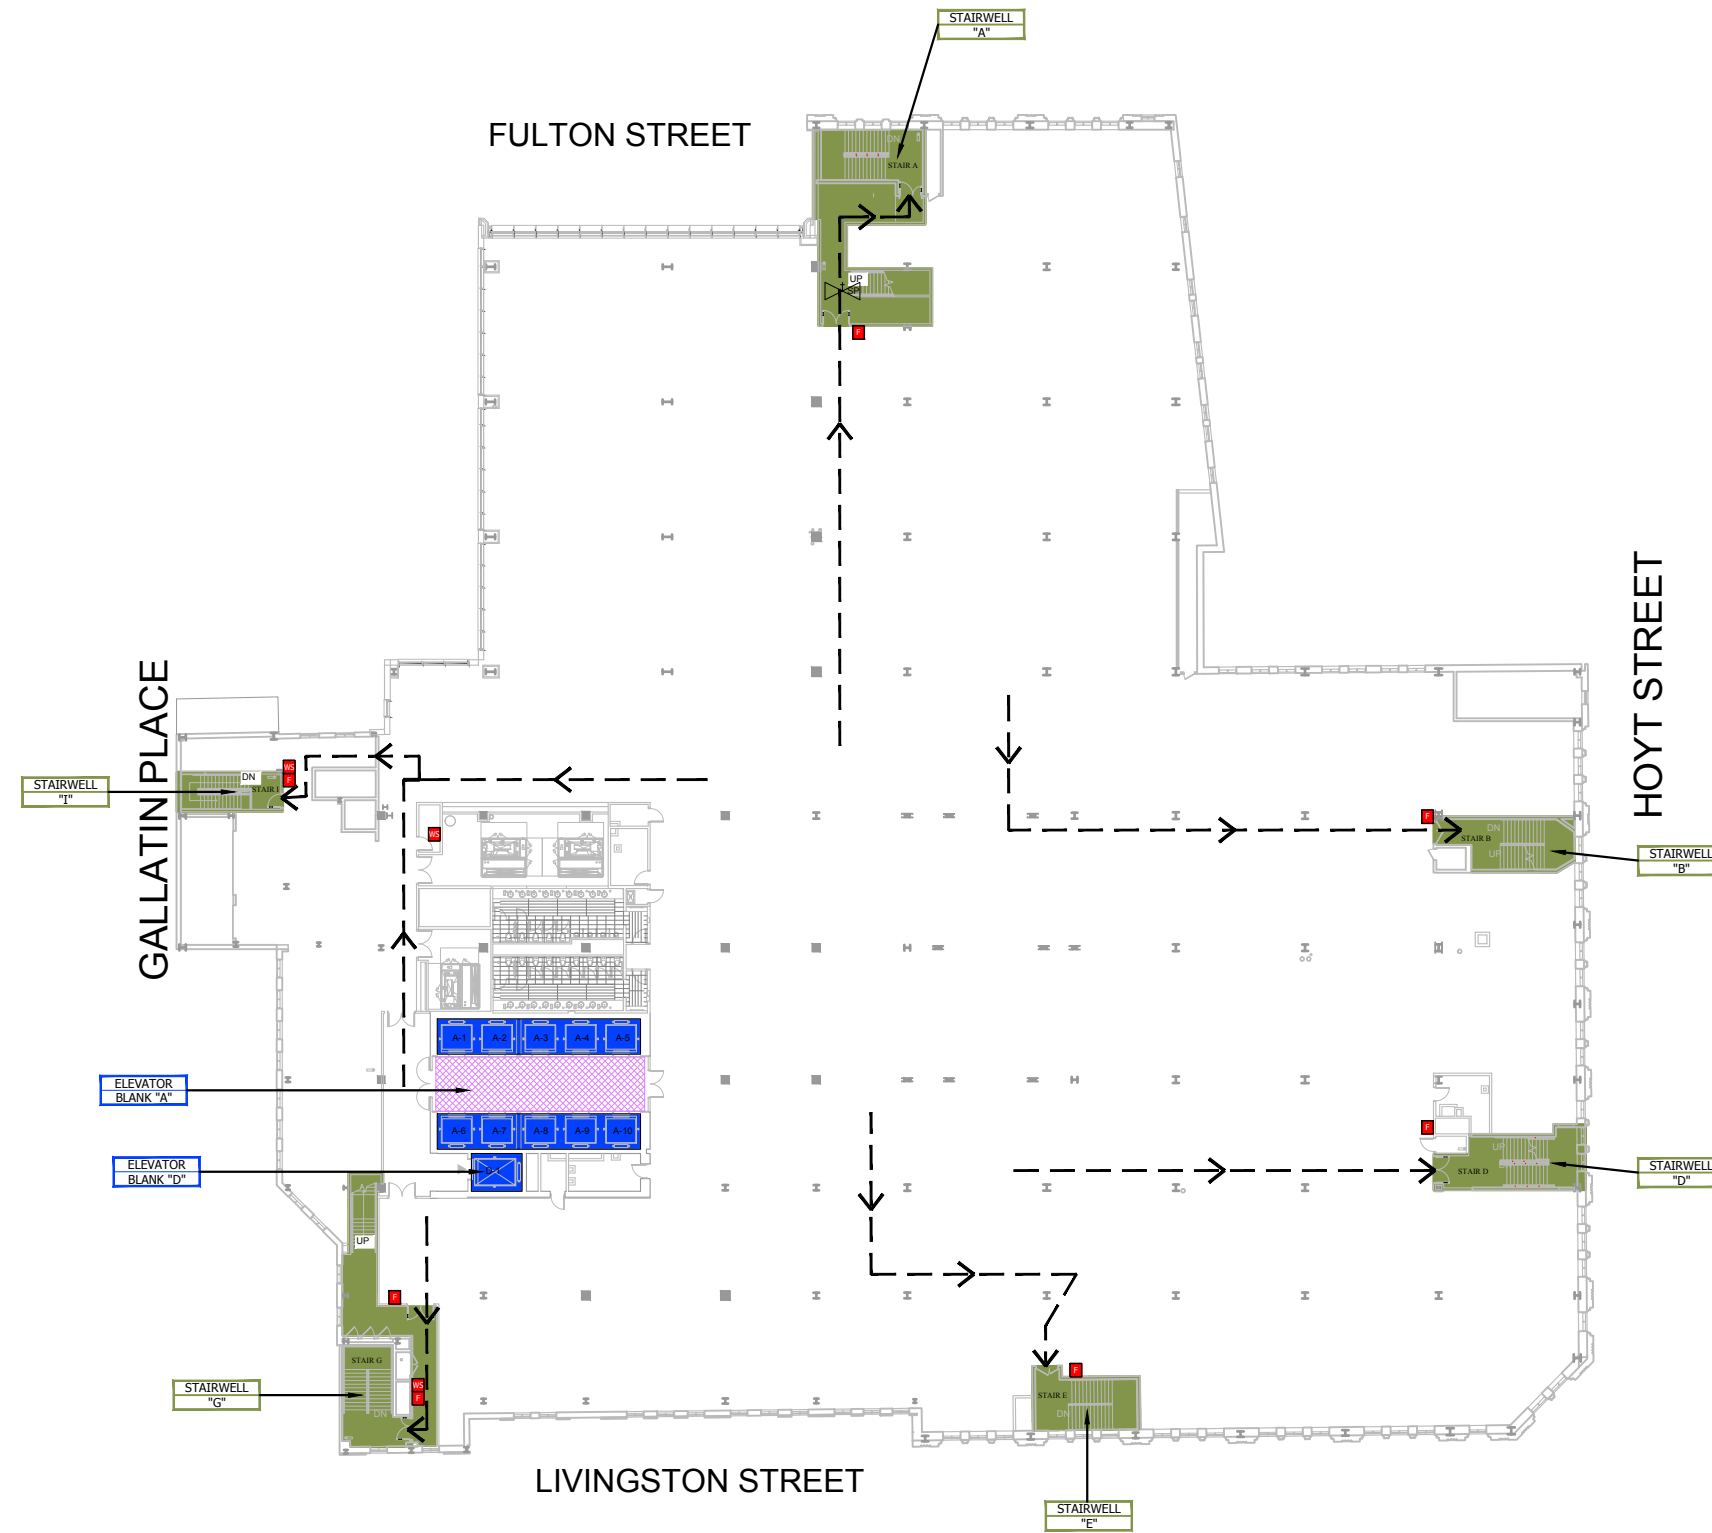 STAIRWELL
"A"
FULTON STREET
DN
STAIR A
UP
SP
F
HOYT STREET
GALLATIN PLACE
WS
F
DN
STAIR I
STAIRWELL
"I"
WS
F
DN
STAIR B
UP
STAIRWELL
"B"
A-1 A-2 A-3 A-4 A-5
ELEVATOR
BLANK "A"
A-6 A-7 A-8 A-9 A-10
F
UP
STAIR D
STAIRWELL
"D"
ELEVATOR
BLANK "D"
UP
F
STAIR G
WS
F
DN
STAIRWELL
"G"
F
STAIR E
DN
LIVINGSTON STREET
STAIRWELL
"E"